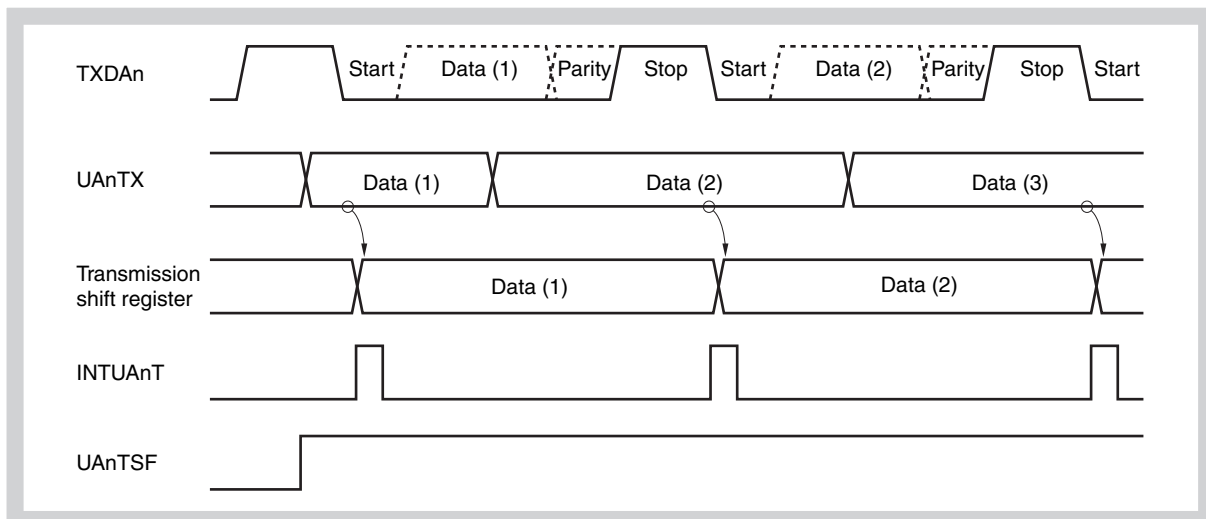 TXDAn
Start Data (1) Parity Stop Start Data (2) Parity Stop Start
UAnTX
Data (1) Data (2) Data (3)
Transmission
shift register
Data (1) Data (2)
INTUAnT
UAnTSF